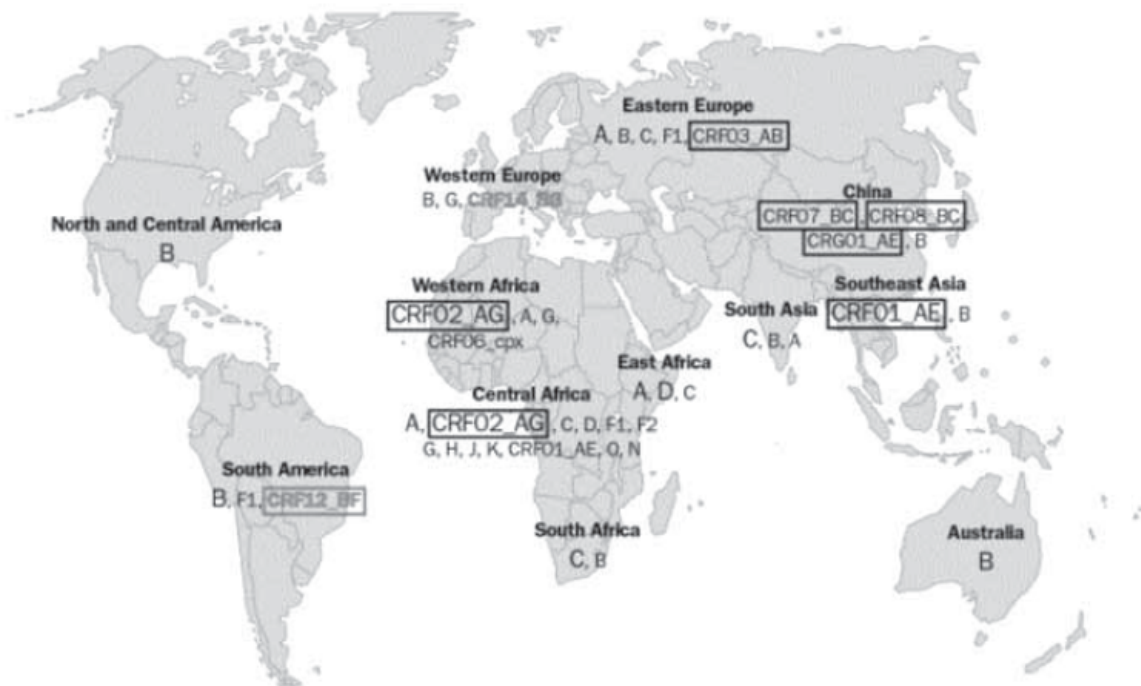 Eastern Europe
A, B, C, F1, CRF03_AB
Western Europe
B, G, CRF14_BG
China
CRF07_BC, CRF08_BC
CRG01_AE, B
North and Central America
B
Western Africa
CRF02_AG, A, G,
CRF06_cpx
Southeast Asia
CRF01_AE, B
South Asia
C, B, A
East Africa
A, D, C
Central Africa
A, CRF02_AG, C, D, F1, F2
G, H, J, K, CRF01_AE, O, N
South America
B, F1, CRF12_BF
South Africa
C, B
Australia
B